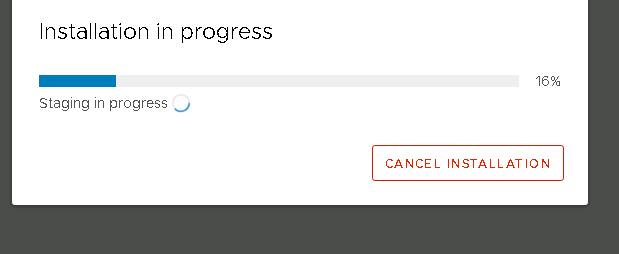 Installation in progress
16%
Staging in progress
CANCEL INSTALLATION